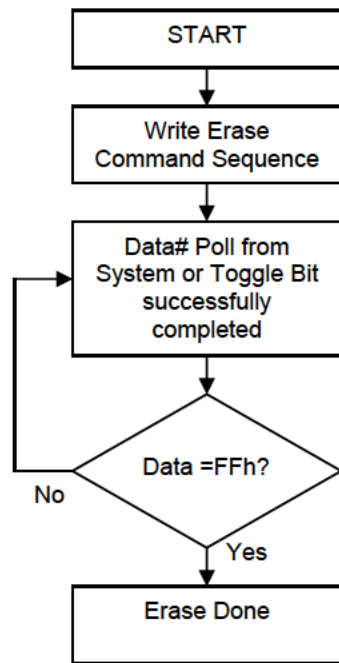 START
Write Erase
Command Sequence
Data# Poll from
System or Toggle Bit
successfully
completed
Data =FFh?
No
Yes
Erase Done